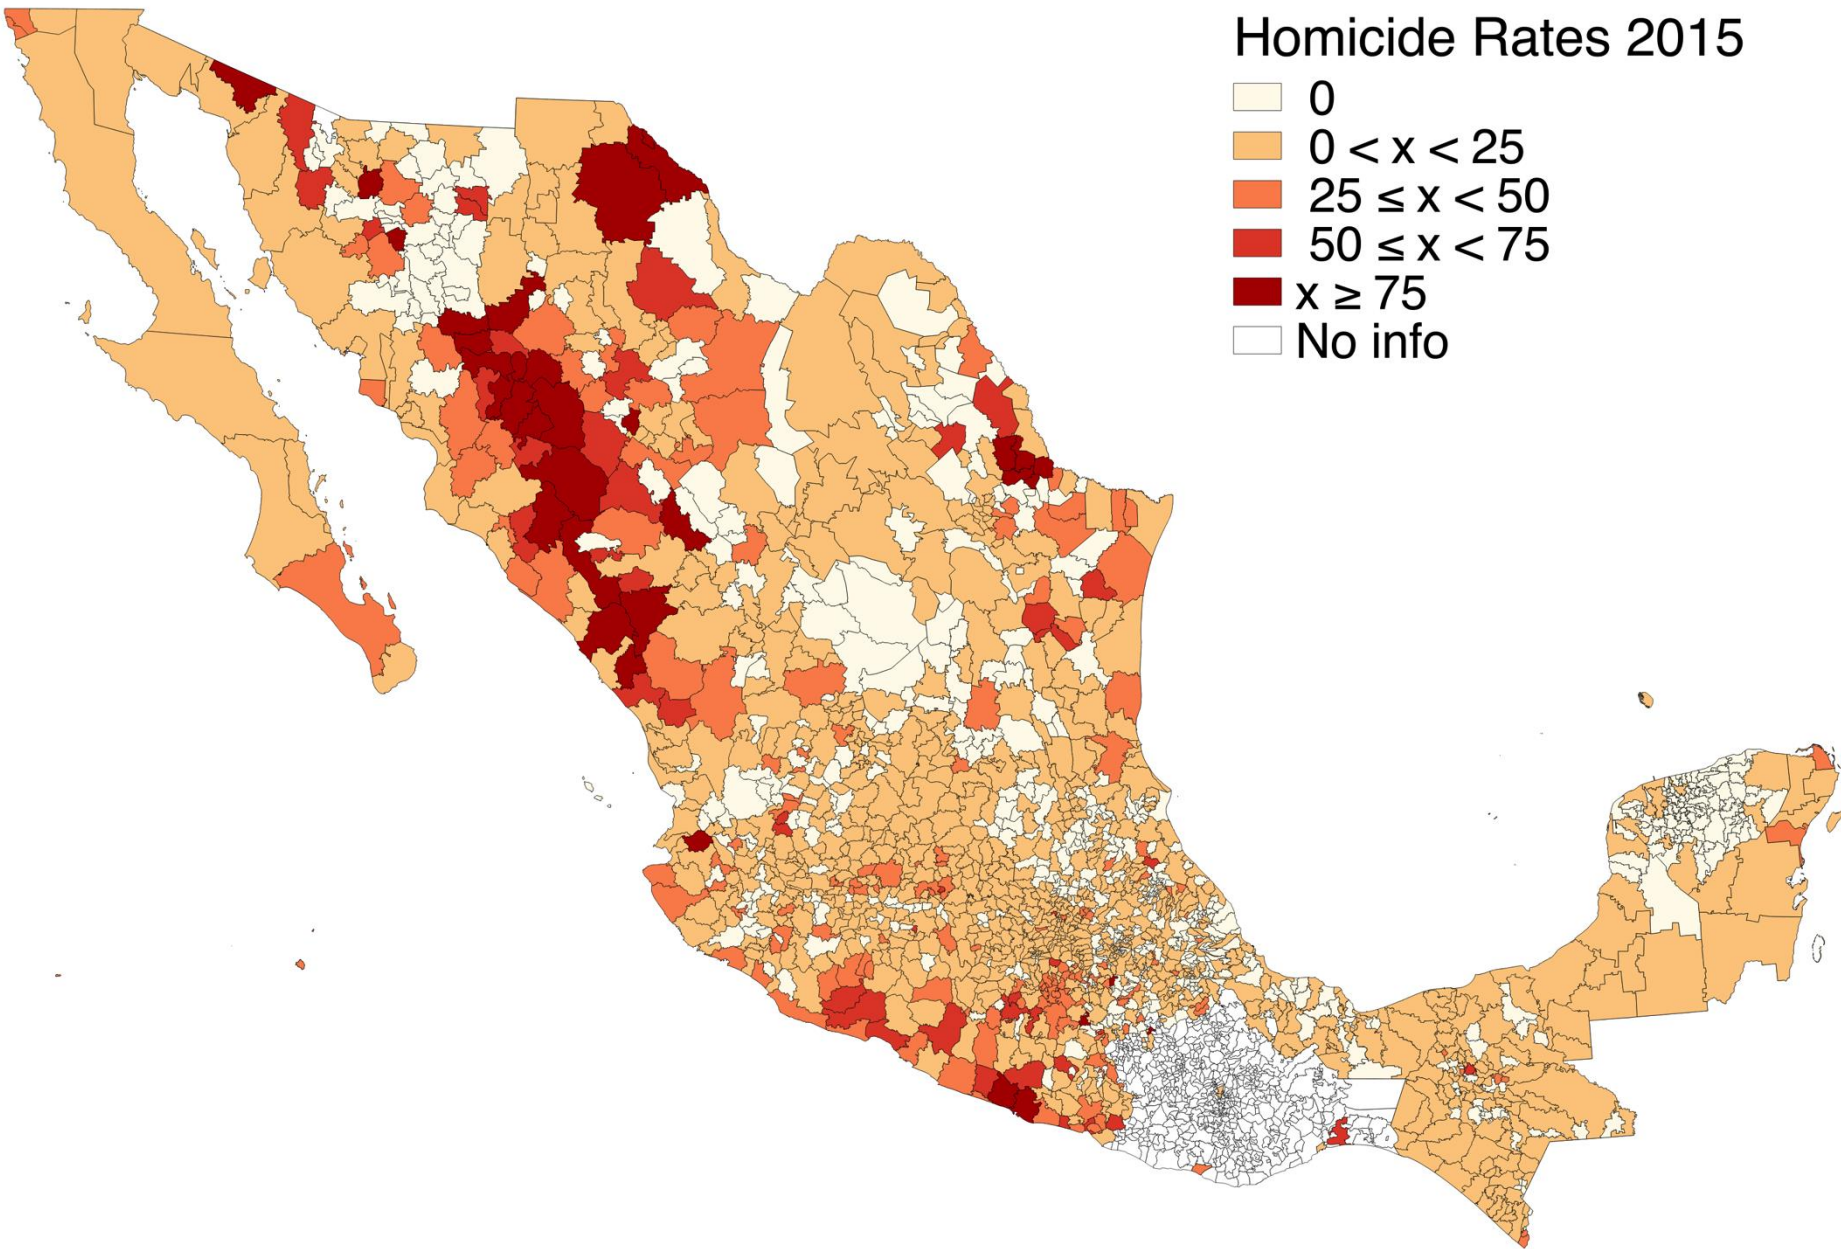 Homicide Rates 2015
0
0 < x < 25
25 ≤ x < 50
50 ≤ x < 75
x ≥ 75
No info